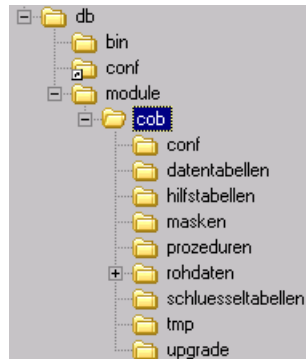 db
bin
conf
module
cob
conf
datentabellen
hilfstabellen
masken
prozeduren
rohdaten
schluesseltabellen
tmp
upgrade